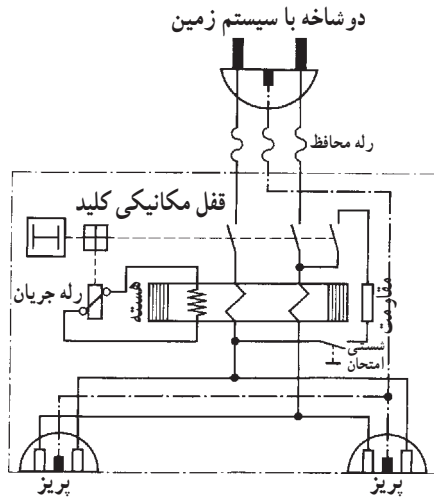 دوشاخه با سیستم زمین
رله محافظ
قفل مکانیکی کلید
رله جریان
هسته
مقاومت
شستی
امتحان
پریز
پریز